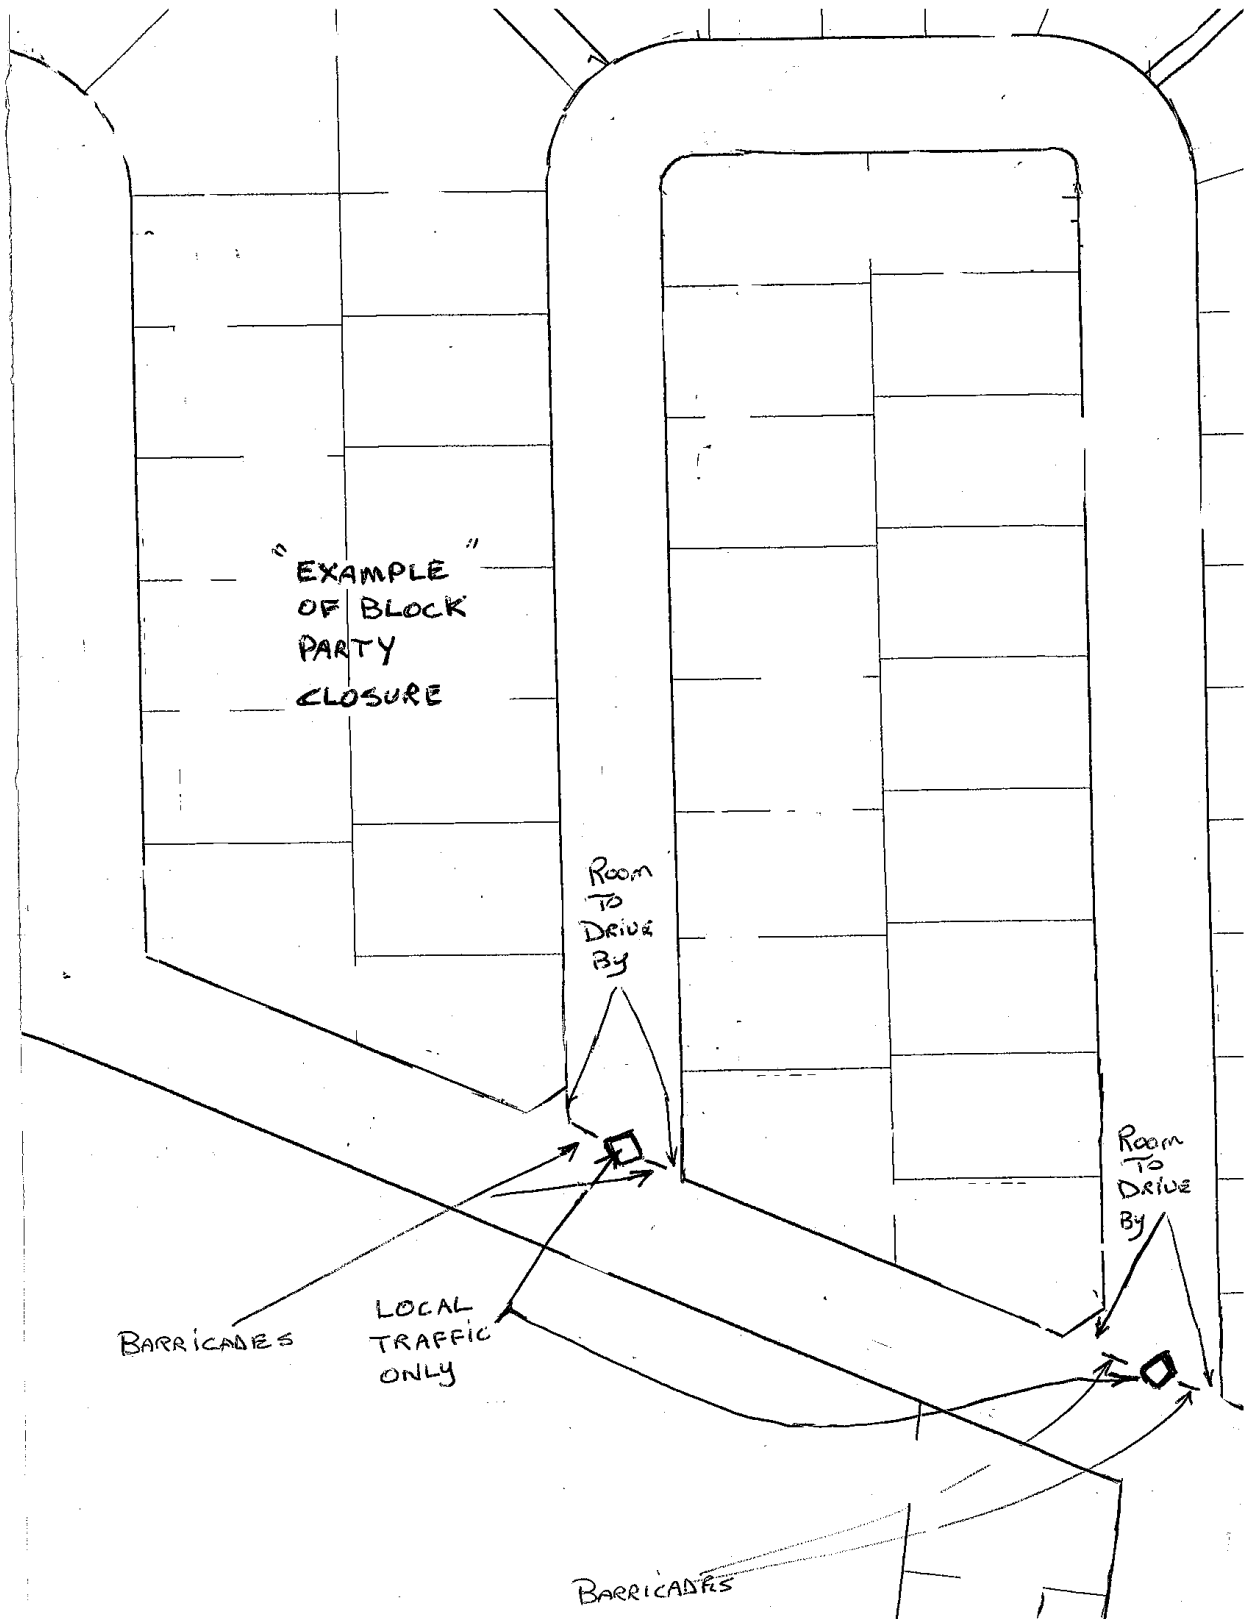 "EXAMPLE"
OF BLOCK
PARTY
CLOSURE
Room
To
DRIVE
By
Room
To
DRIVE
By
BARRICADES
LOCAL
TRAFFIC
ONLY
BARRICADES